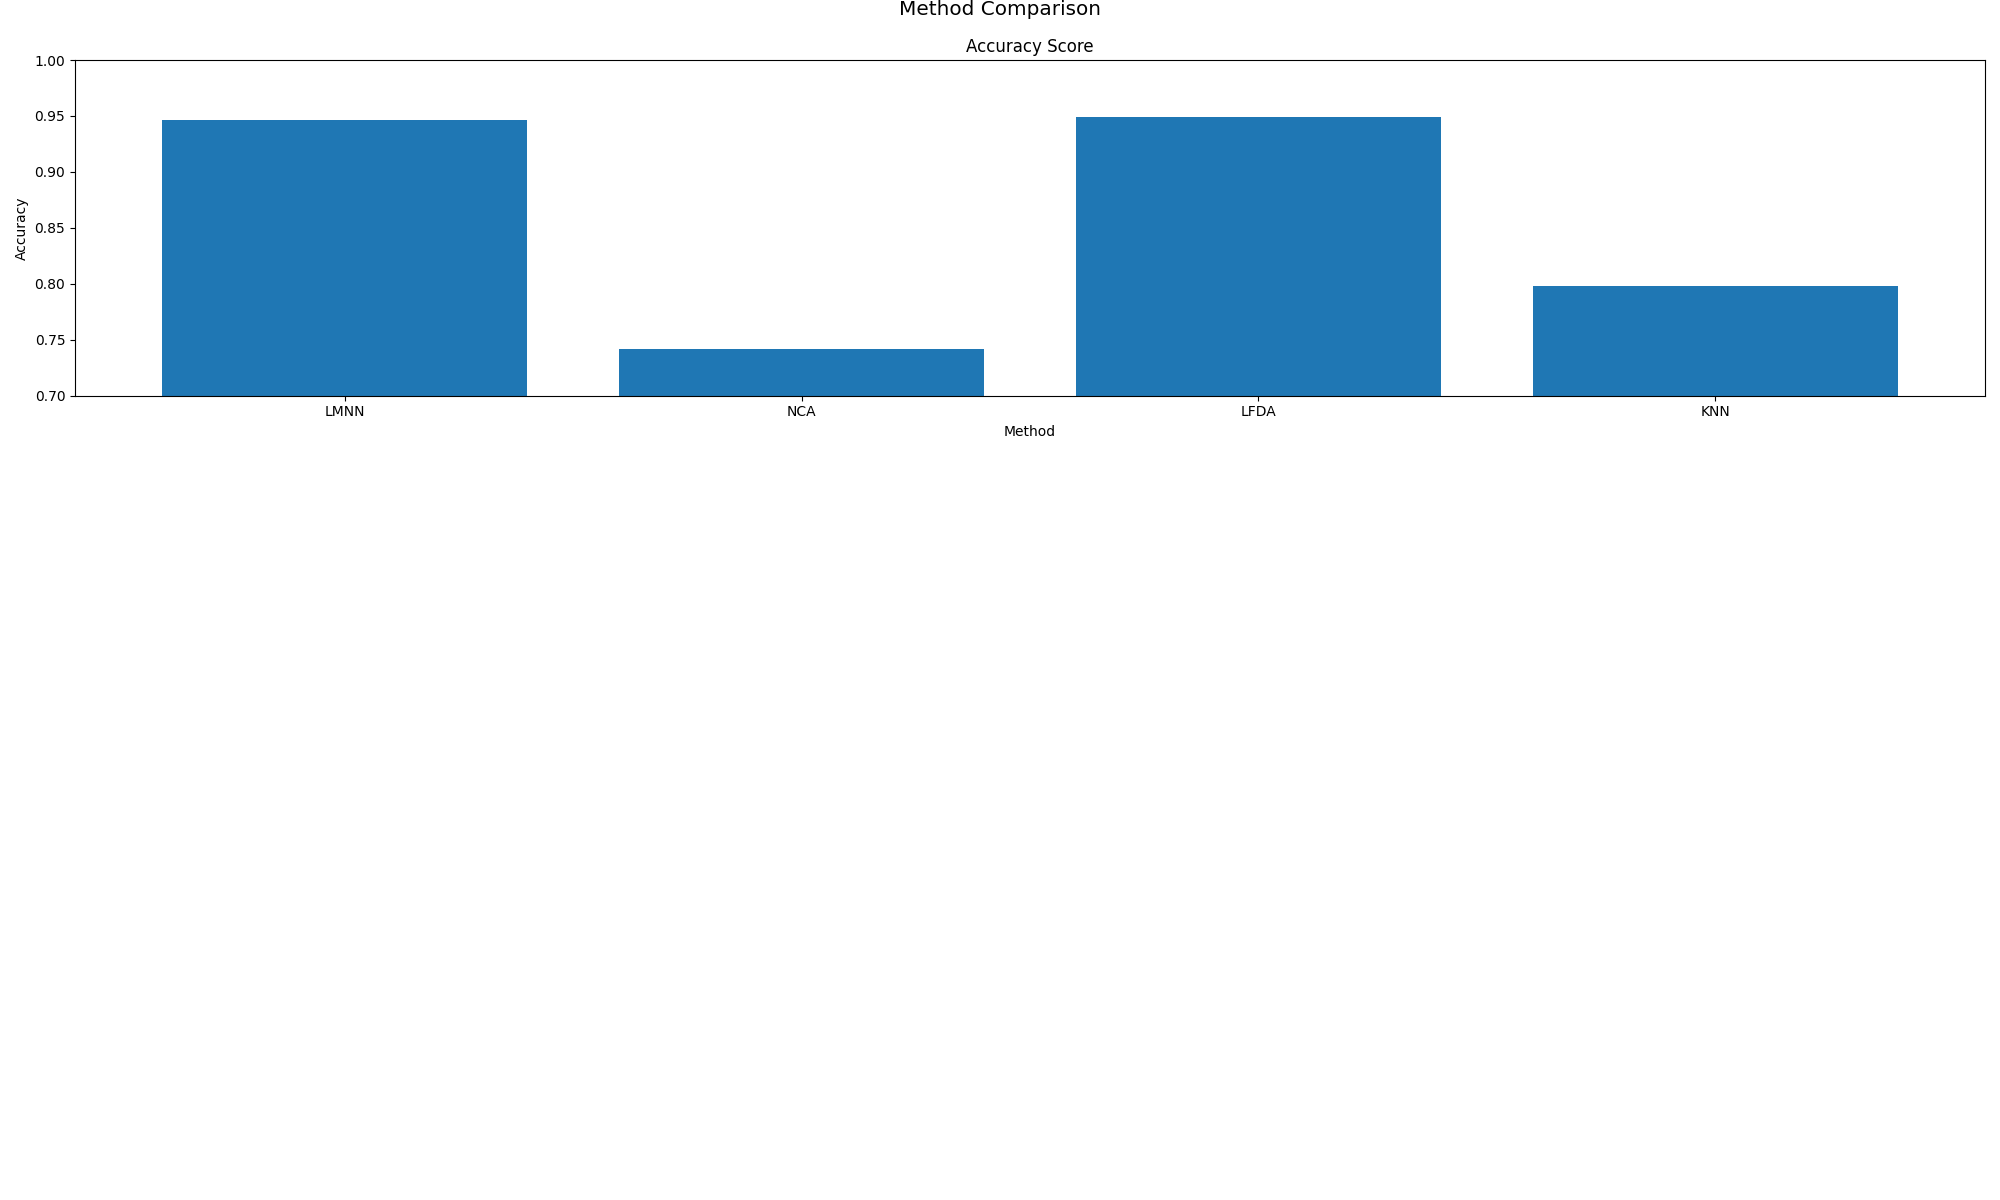 Method Comparison
Accuracy Score
1.00
0.95
0.90
0.85
0.80
0.75
0.70
Accuracy
LMNN NCA LFDA KNN
Method